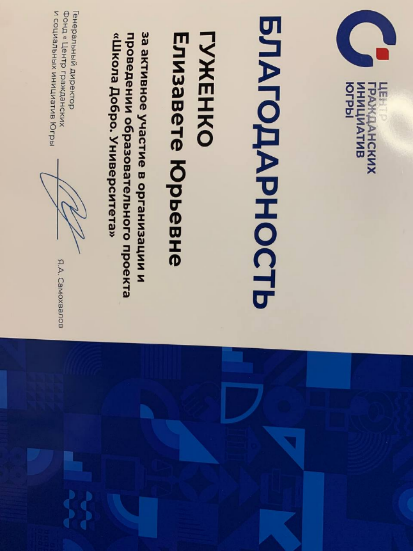 ЦЕНТР
ГРАЖДАНСКИХ
ИНИЦИАТИВ
ЮГРЫ
БЛАГОДАРНОСТЬ
ГУЖЕНКО
Елизавете Юрьевне
за активное участие в организации и
проведении образовательного проекта
«Школа Добро. Университета»
Генеральный директор
Фонд « Центр гражданских
и социальных инициатив Югры
Я.А. Самохвалов